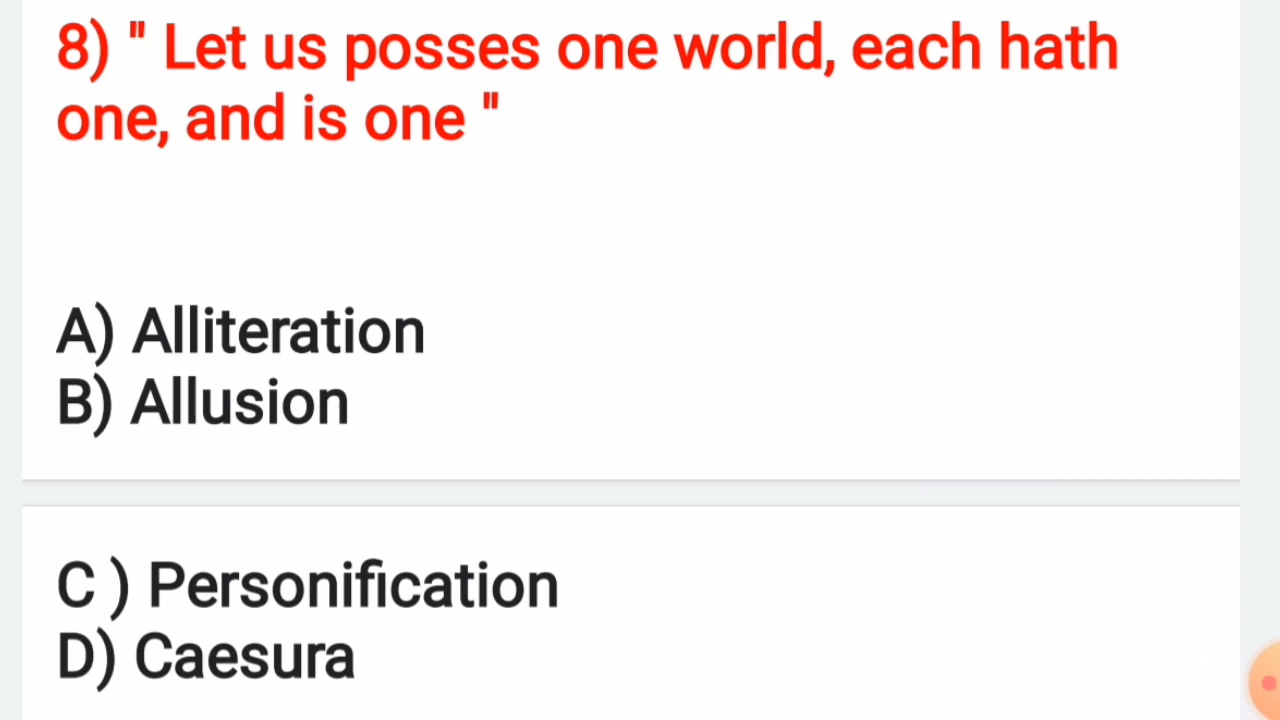 8) " Let us posses one world, each hath
one, and is one "
A) Alliteration
B) Allusion
C ) Personification
D) Caesura